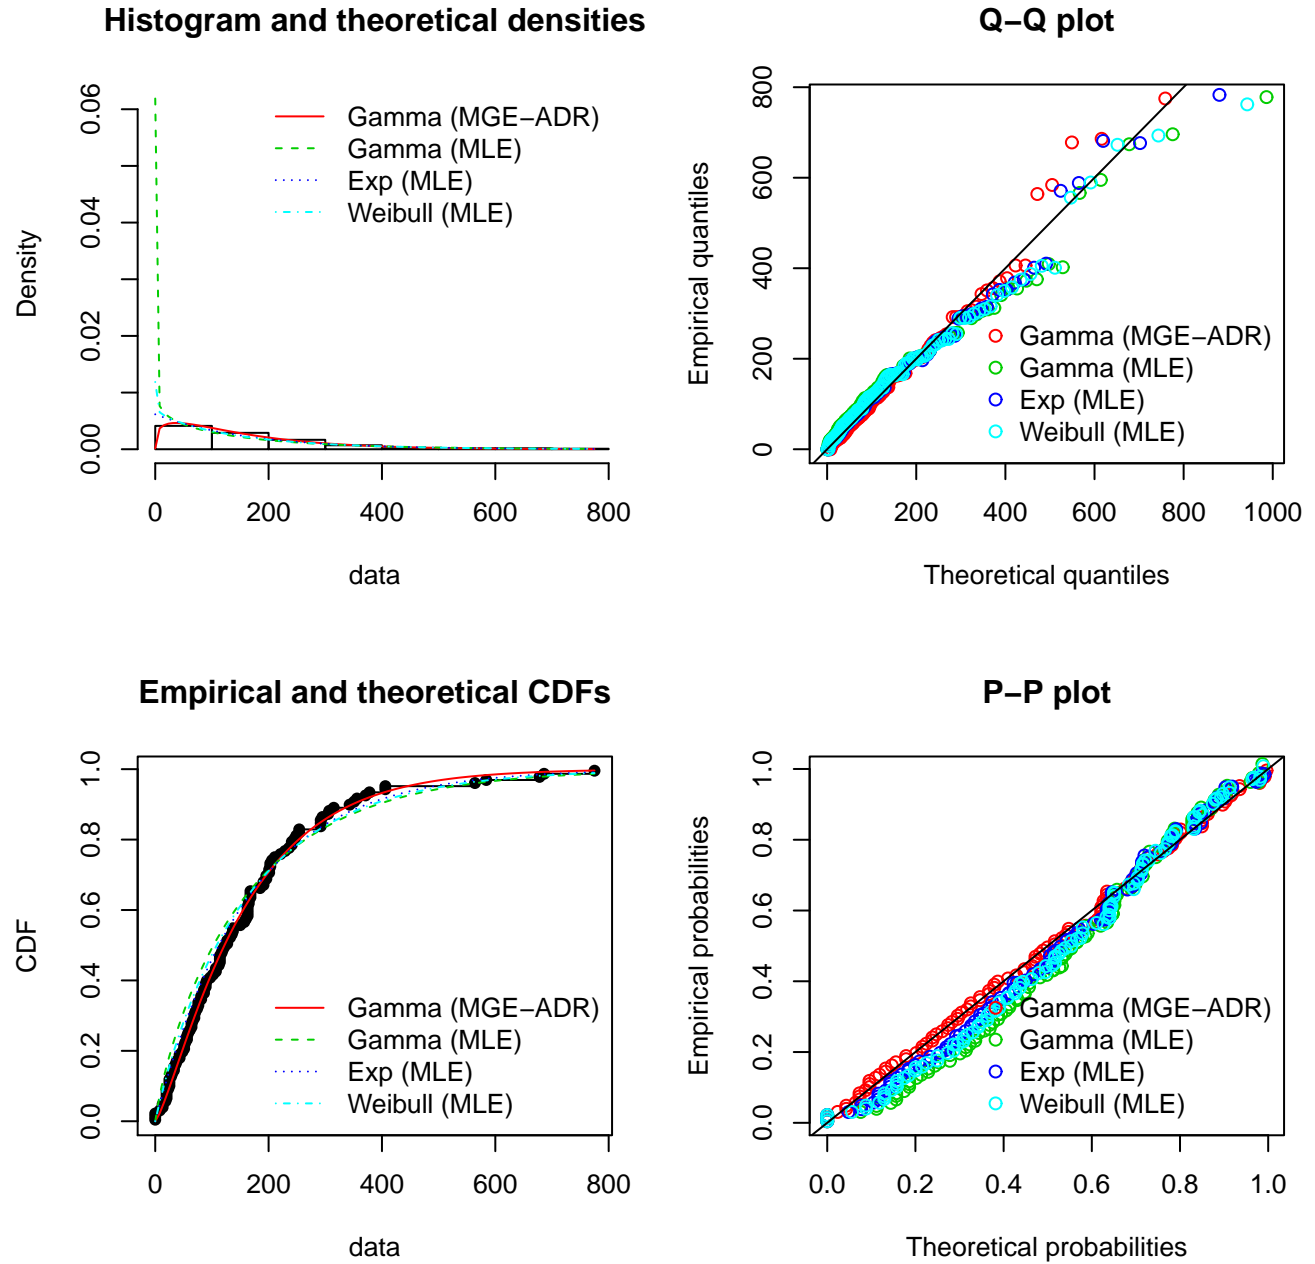 Histogram and theoretical densities
Density
0.00
0.02
0.04
0.06
Gamma (MGE−ADR)
Gamma (MLE)
Exp (MLE)
Weibull (MLE)
0 200 400 600 800
data
Q−Q plot
Empirical quantiles
0
200
400
600
800
Gamma (MGE−ADR)
Gamma (MLE)
Exp (MLE)
Weibull (MLE)
0 200 400 600 800 1000
Theoretical quantiles
Empirical and theoretical CDFs
CDF
0.0
0.2
0.4
0.6
0.8
1.0
Gamma (MGE−ADR)
Gamma (MLE)
Exp (MLE)
Weibull (MLE)
0 200 400 600 800
data
P−P plot
Empirical probabilities
0.0
0.2
0.4
0.6
0.8
1.0
Gamma (MGE−ADR)
Gamma (MLE)
Exp (MLE)
Weibull (MLE)
0.0 0.2 0.4 0.6 0.8 1.0
Theoretical probabilities